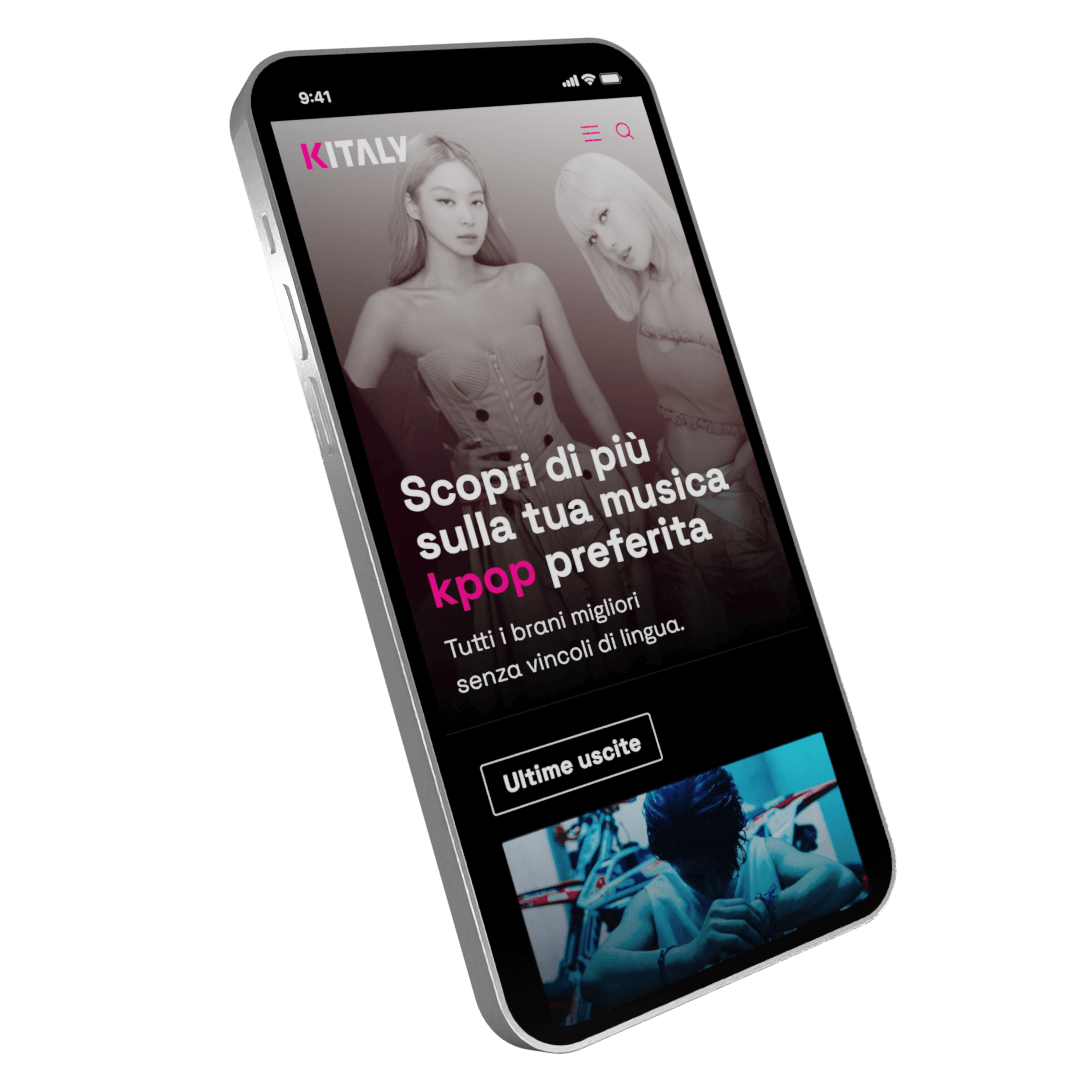 9:41
KITALY
Scopri di più
sulla tua musica
kpop preferita
Tutti i brani migliori
senza vincoli di lingua.
Ultime uscite